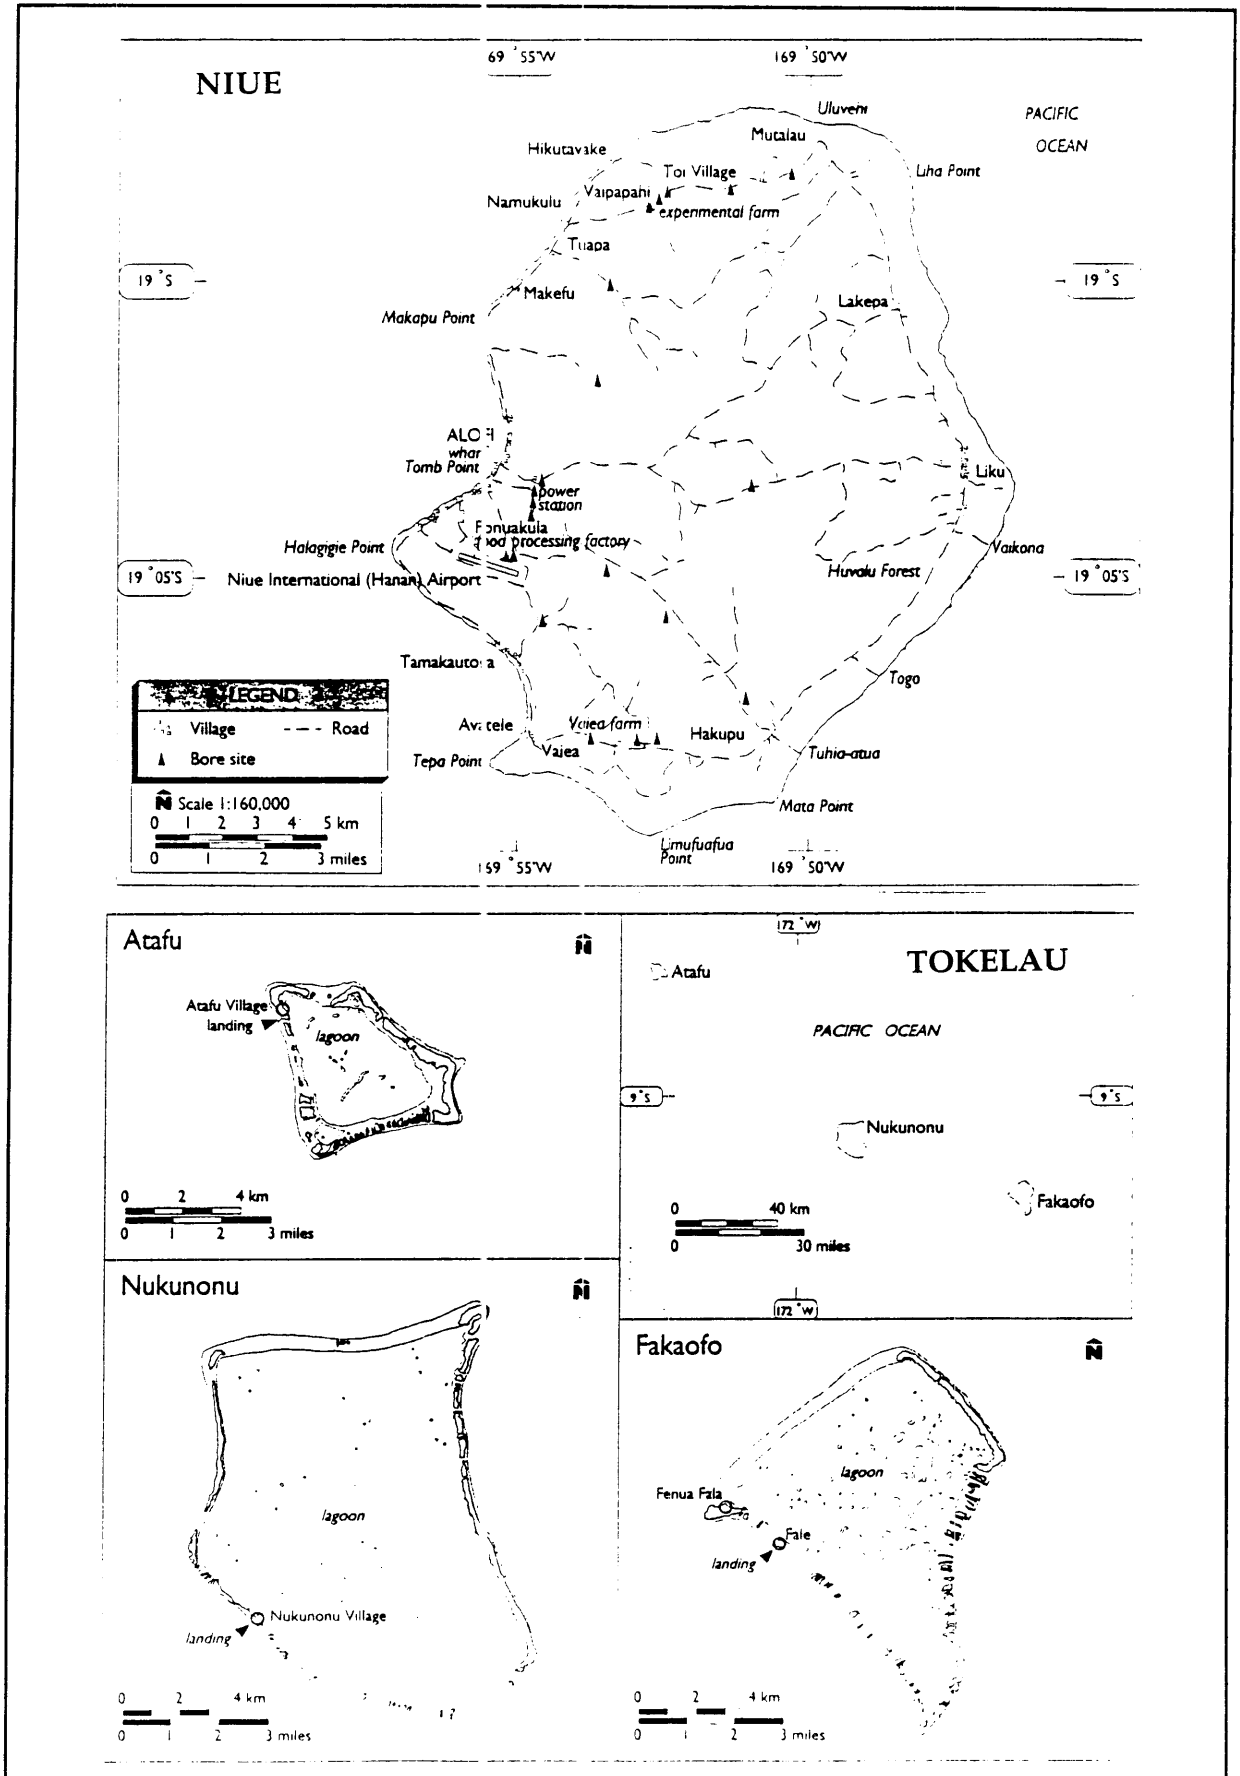 NIUE
69 °55'W
169 °50'W
PACIFIC
OCEAN
Uluvehi
Mutalau
Hikutavake
Liha Point
Toi Village
Vaipapahi
Namukulu
experimental farm
Tuapa
19 °S
19 °S
Makefu
Lakepa
Makapu Point
ALOFI
whar
Tomb Point
Liku
power
station
Fonuakula
food processing factory
Halagigie Point
Vaikona
Huvalu Forest
19 °05'S
Niue International (Hanan) Airport
19 °05'S
Tamakautoga
Togo
LEGEND
Village
Road
Bore site
Avatele
Vaiea farm
Hakupu
Vaiea
Tuhia-atua
Tepa Point
Mata Point
N Scale 1:160,000
0 1 2 3 4 5 km
0 1 2 3 miles
Limufuafua
Point
169 °55'W
169 °50'W
Atafu
N
Atafu Village
landing
lagoon
0 2 4 km
0 1 2 3 miles
172 °W
TOKELAU
Atafu
PACIFIC OCEAN
9 °S
9 °S
Nukunonu
Fakaofo
0 40 km
0 30 miles
172 °W
Nukunonu
N
lagoon
Nukunonu Village
landing
0 2 4 km
0 1 2 3 miles
Fakaofo
N
lagoon
Fenua Fala
Fale
landing
0 2 4 km
0 1 2 3 miles